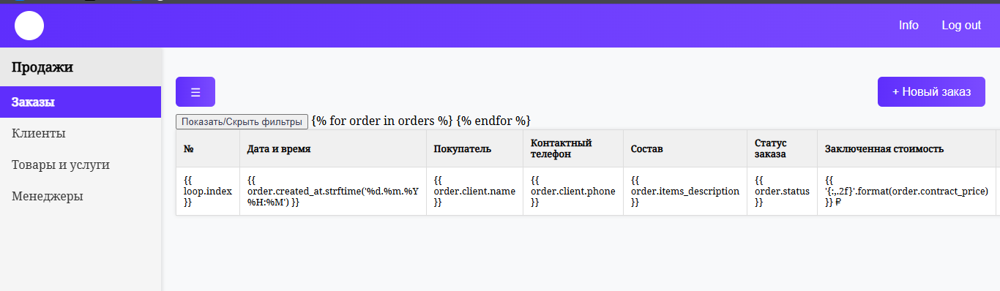 Info Log out
Продажи
Заказы
Клиенты
Товары и услуги
Менеджеры
☰
+ Новый заказ
Показать/Скрыть фильтры {% for order in orders %} {% endfor %}
№
Дата и время
Покупатель
Контактный
телефон
Состав
Статус
заказа
Заключенная стоимость
{{
loop.index
}}
{{
order.created_at.strftime('%d.%m.%Y
%H:%M') }}
{{
order.client.name
}}
{{
order.client.phone
}}
{{
order.items_description
}}
{{
order.status
}}
{{
'{:,.2f}'.format(order.contract_price)
}} ₽